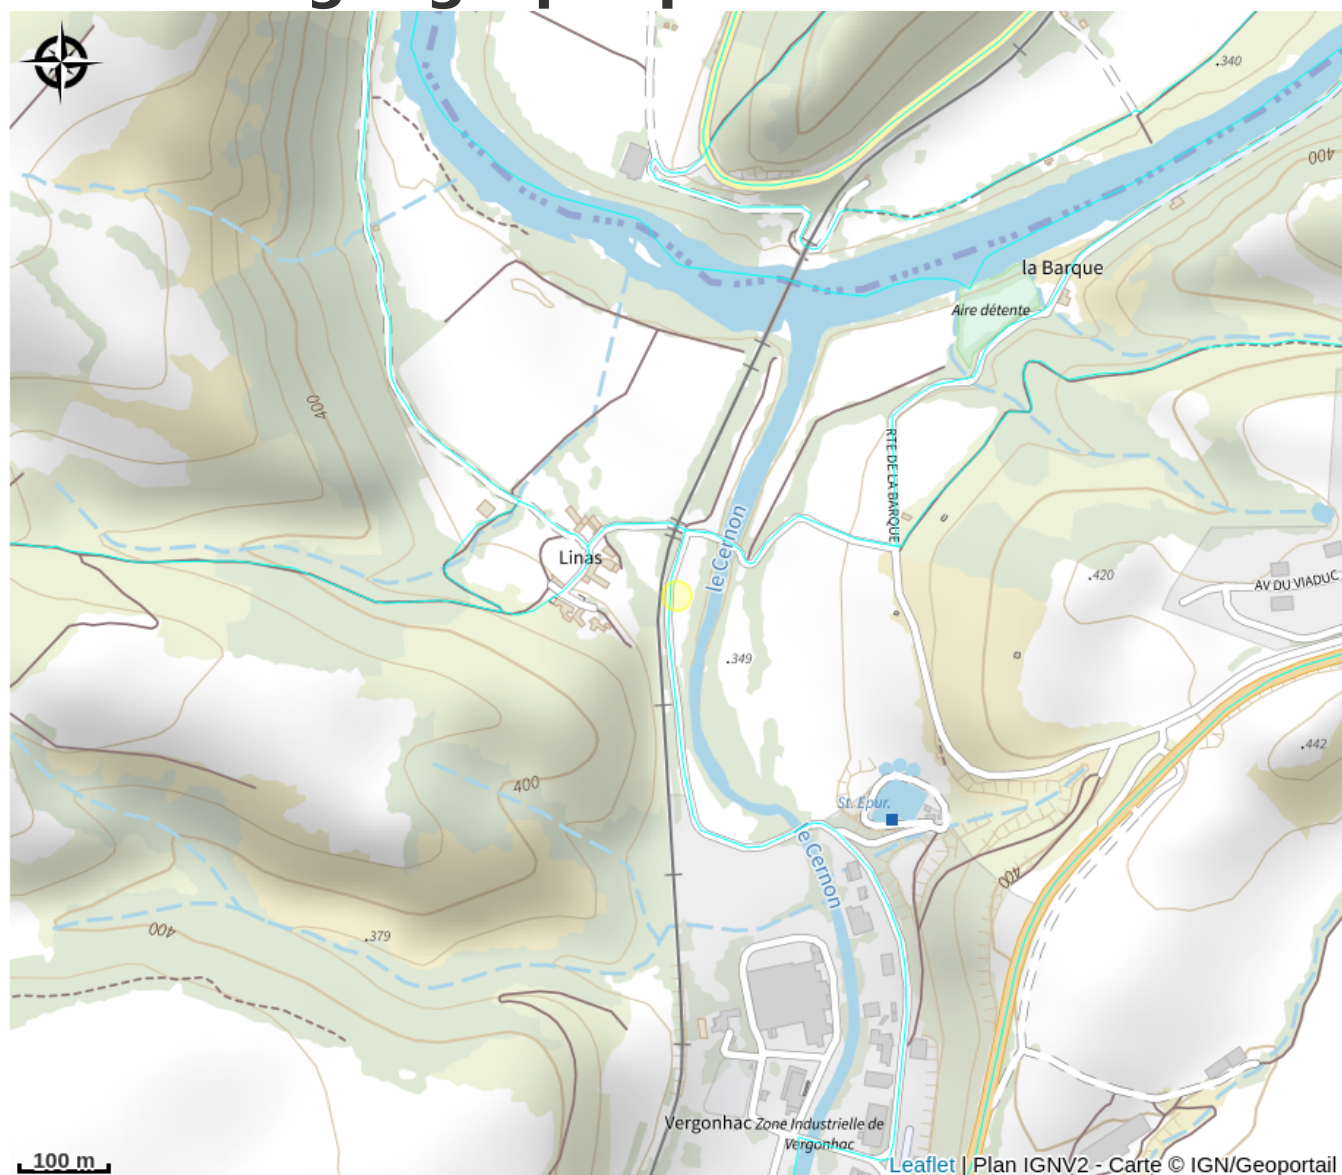 .340
400
la Barque
Aire détente
400
RTE DE LA BARQUE
le Cernon
Linas
.420
AV DU VIADUC
.349
.442
400
St. Epur.
le Cernon
400
400
.379
Vergonhac
Zone Industrielle de
Vergonhac
100 m
Leaflet | Plan IGNV2 - Carte © IGN/Geoportail